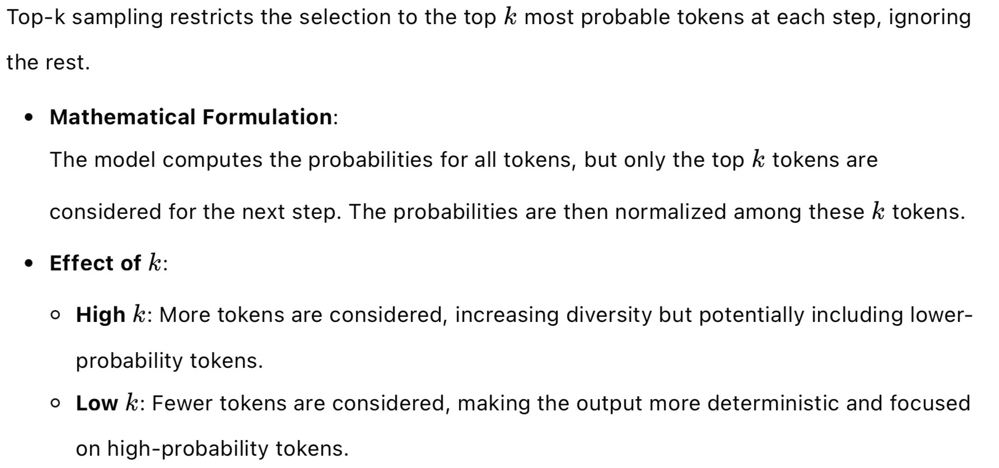 Top-k sampling restricts the selection to the top k most probable tokens at each step, ignoring
the rest.
• Mathematical Formulation:
The model computes the probabilities for all tokens, but only the top k tokens are
considered for the next step. The probabilities are then normalized among these k tokens.
• Effect of k:
○ High k: More tokens are considered, increasing diversity but potentially including lower-
probability tokens.
○ Low k: Fewer tokens are considered, making the output more deterministic and focused
on high-probability tokens.